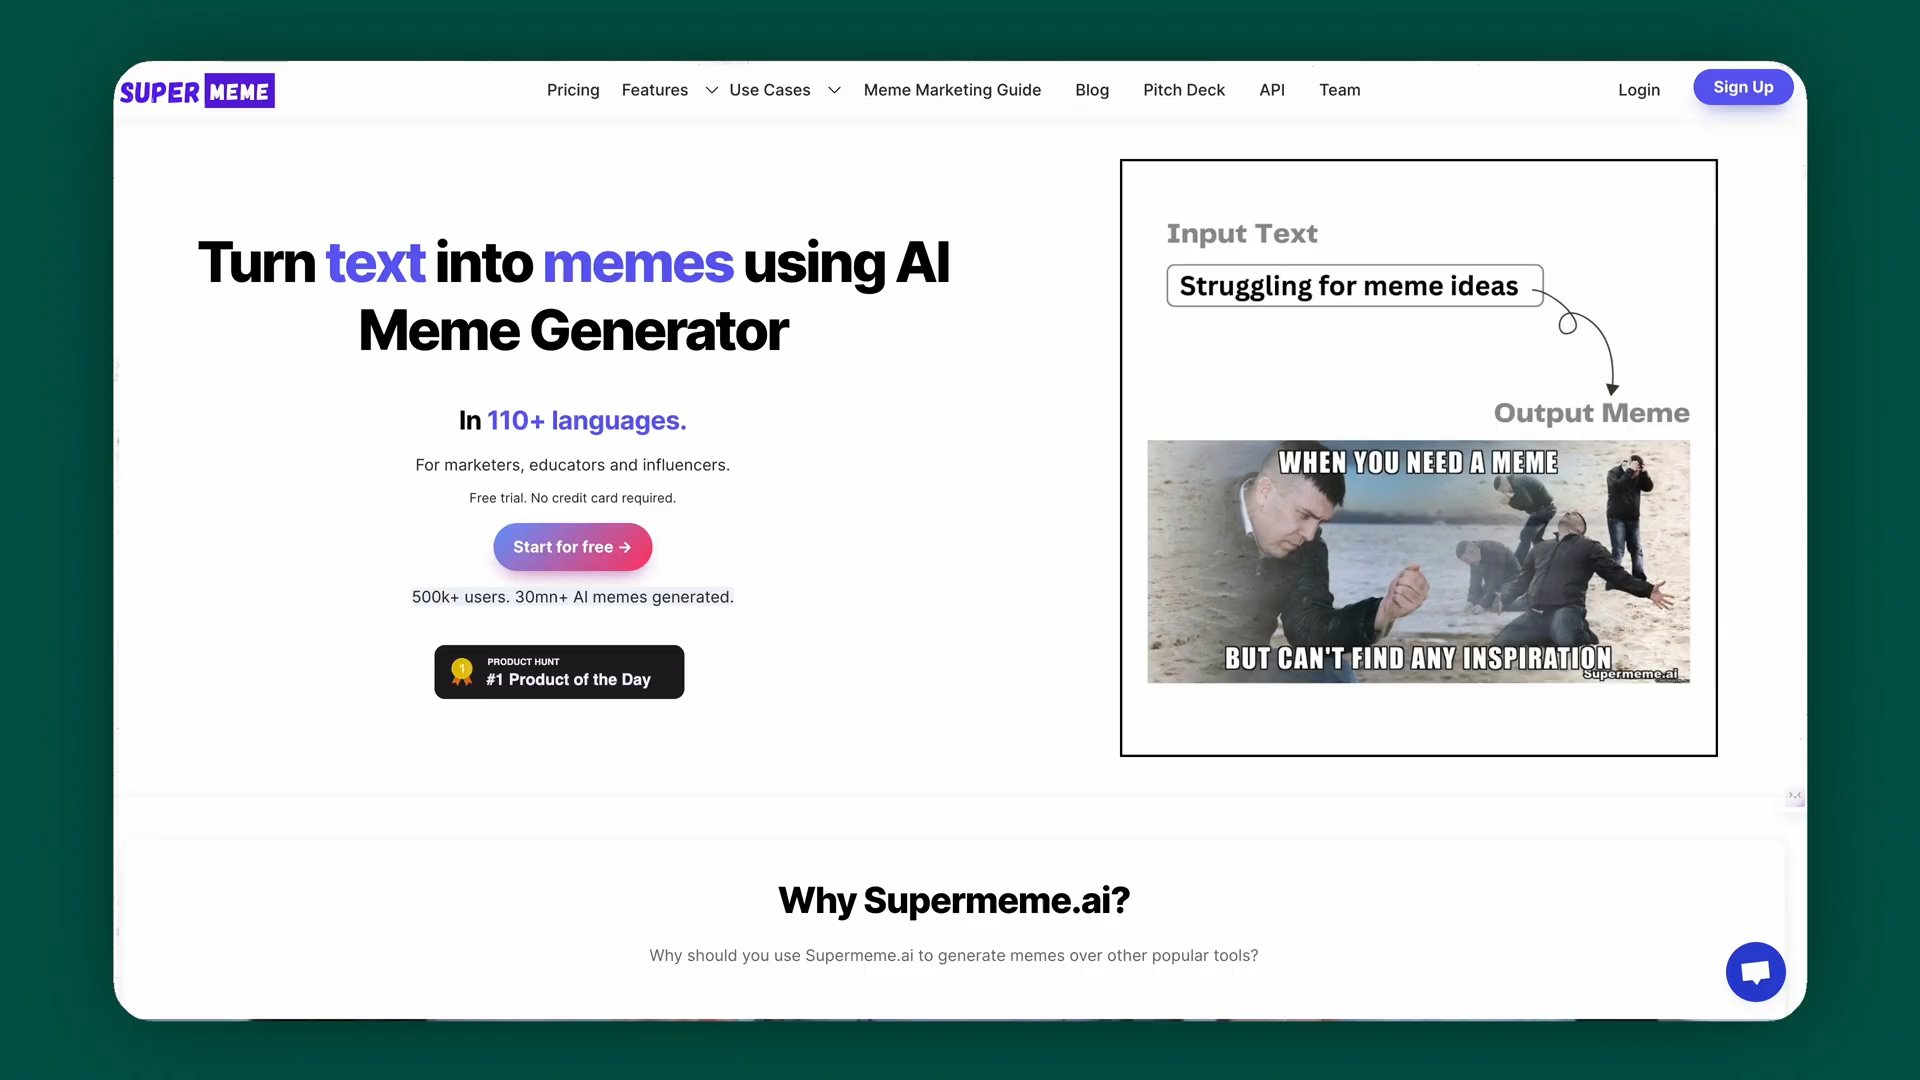 SUPER MEME
Pricing
Features
Use Cases
Meme Marketing Guide
Blog
Pitch Deck
API
Team
Login
Sign Up
Turn text into memes using AI
Meme Generator
In 110+ languages.
For marketers, educators and influencers.
Free trial. No credit card required.
Start for free →
500k+ users. 30mn+ AI memes generated.
1
PRODUCT HUNT
#1 Product of the Day
Input Text
Struggling for meme ideas
Output Meme
WHEN YOU NEED A MEME
BUT CAN'T FIND ANY INSPIRATION
Supermeme.ai
Why Supermeme.ai?
Why should you use Supermeme.ai to generate memes over other popular tools?